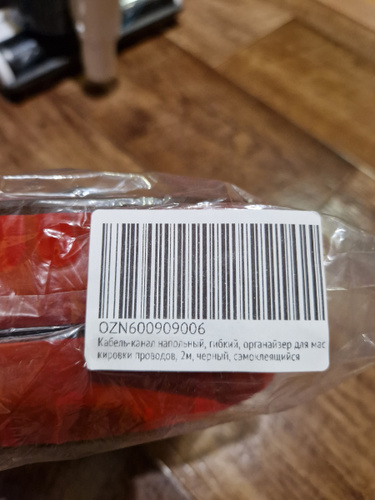 OZN600909006
Кабель-канал напольный, гибкий, органайзер для мас
кировки проводов, 2м, черный, самоклеящийся